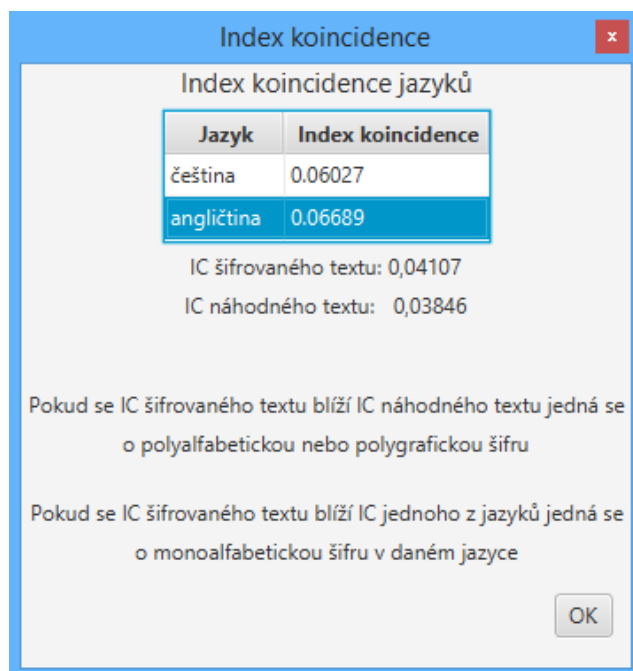 Index koincidence
x
Index koincidence jazyků
Jazyk Index koincidence
čeština 0.06027
angličtina 0.06689
IC šifrovaného textu: 0,04107
IC náhodného textu: 0,03846
Pokud se IC šifrovaného textu blíží IC náhodného textu jedná se
o polyalfabetickou nebo polygrafickou šifru
Pokud se IC šifrovaného textu blíží IC jednoho z jazyků jedná se
o monoalfabetickou šifru v daném jazyce
OK